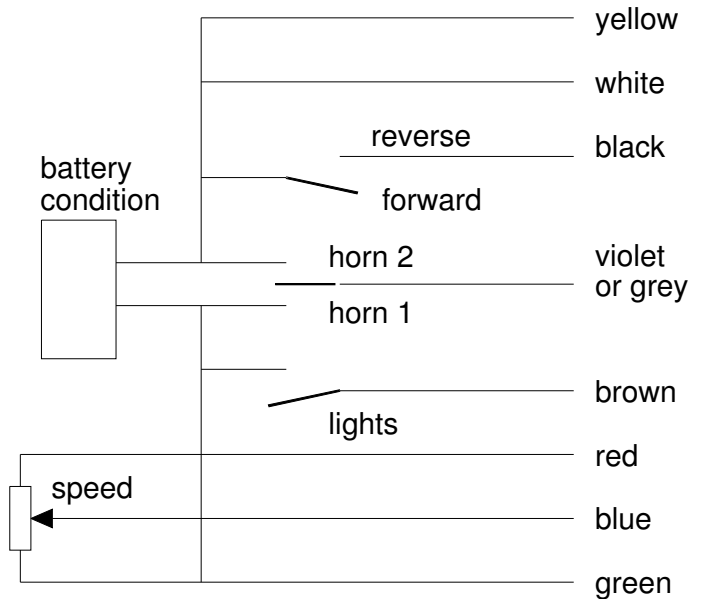 yellow
white
reverse
black
battery
condition
forward
horn 2
violet
or grey
horn 1
brown
lights
red
speed
blue
green